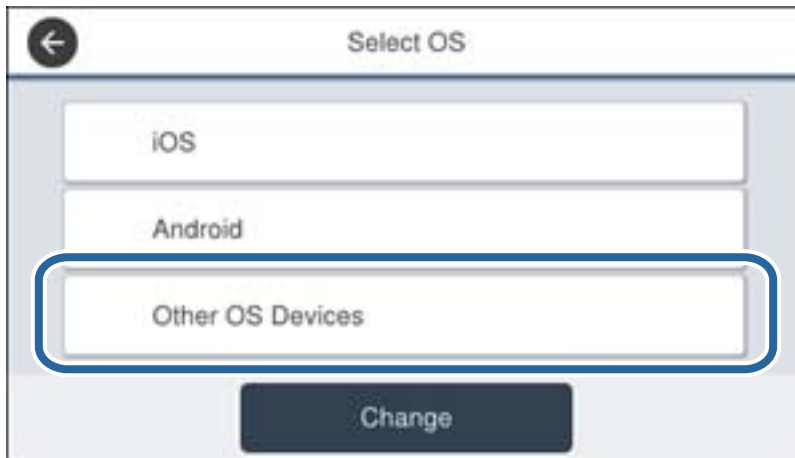 Select OS
iOS
Android
Other OS Devices
Change